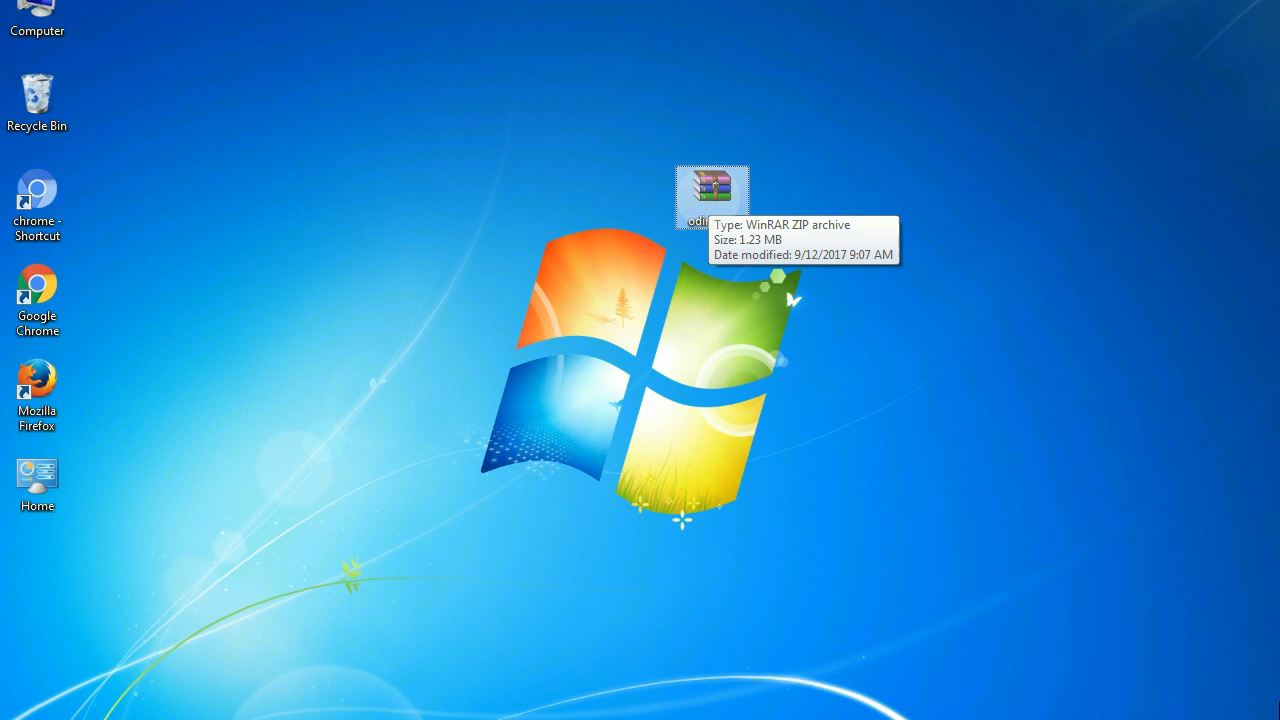 Computer
Recycle Bin
chrome -
Shortcut
Google
Chrome
Mozilla
Firefox
Home
Type: WinRAR ZIP archive
Size: 1.23 MB
Date modified: 9/12/2017 9:07 AM